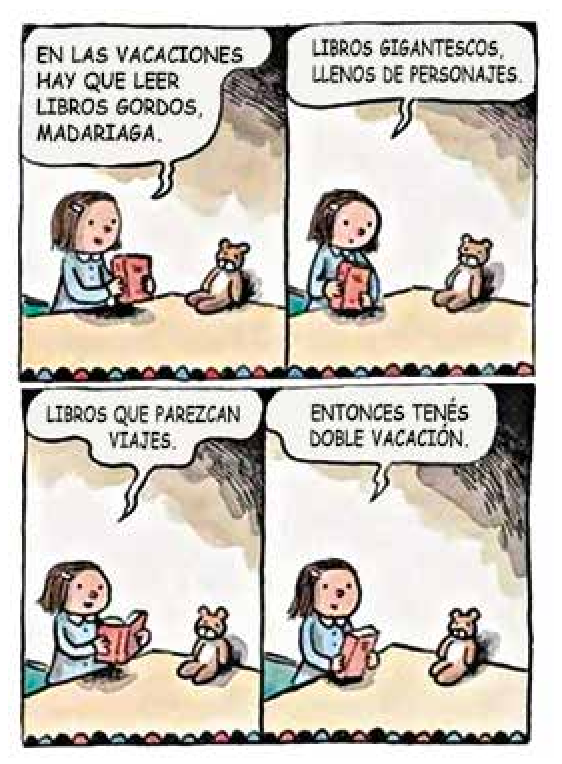 EN LAS VACACIONES
HAY QUE LEER
LIBROS GORDOS,
MADARIAGA.
LIBROS GIGANTESCOS,
LLENOS DE PERSONAJES.
LIBROS QUE PAREZCAN
VIAJES.
ENTONCES TENÉS
DOBLE VACACIÓN.